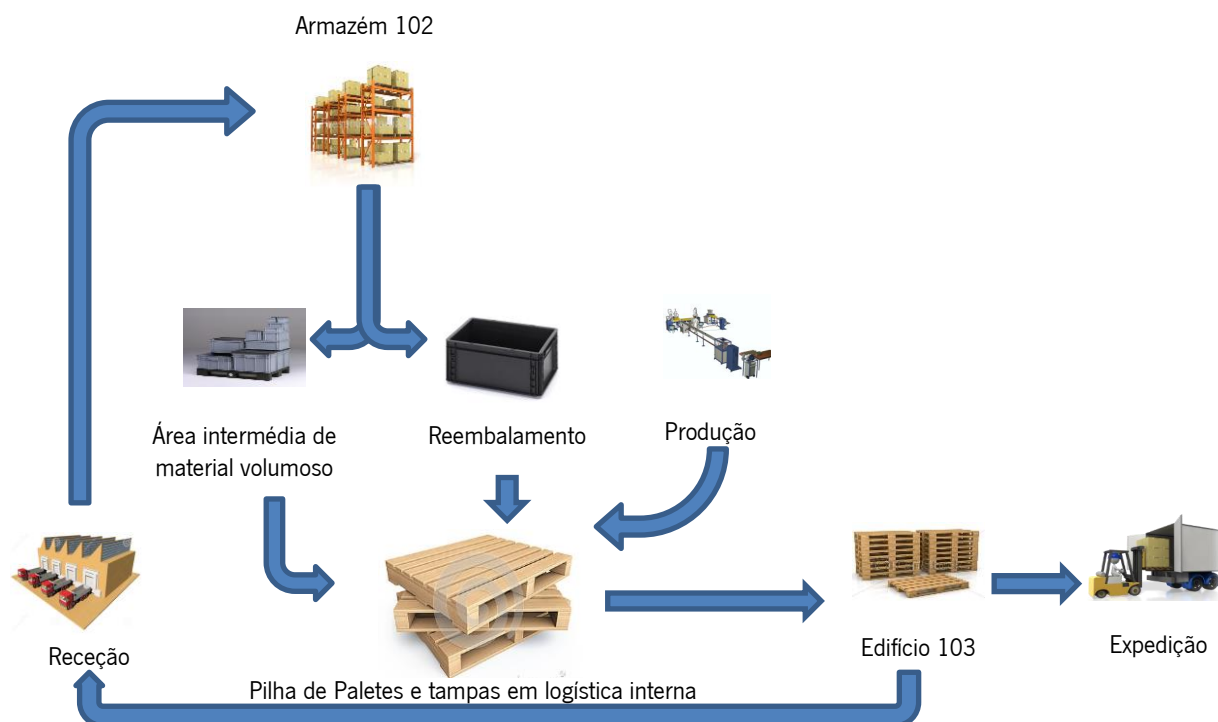 Armazém 102
Área intermédia de
material volumoso
Reembalamento
Produção
Receção
Pilha de Paletes e tampas em logística interna
Edifício 103
Expedição